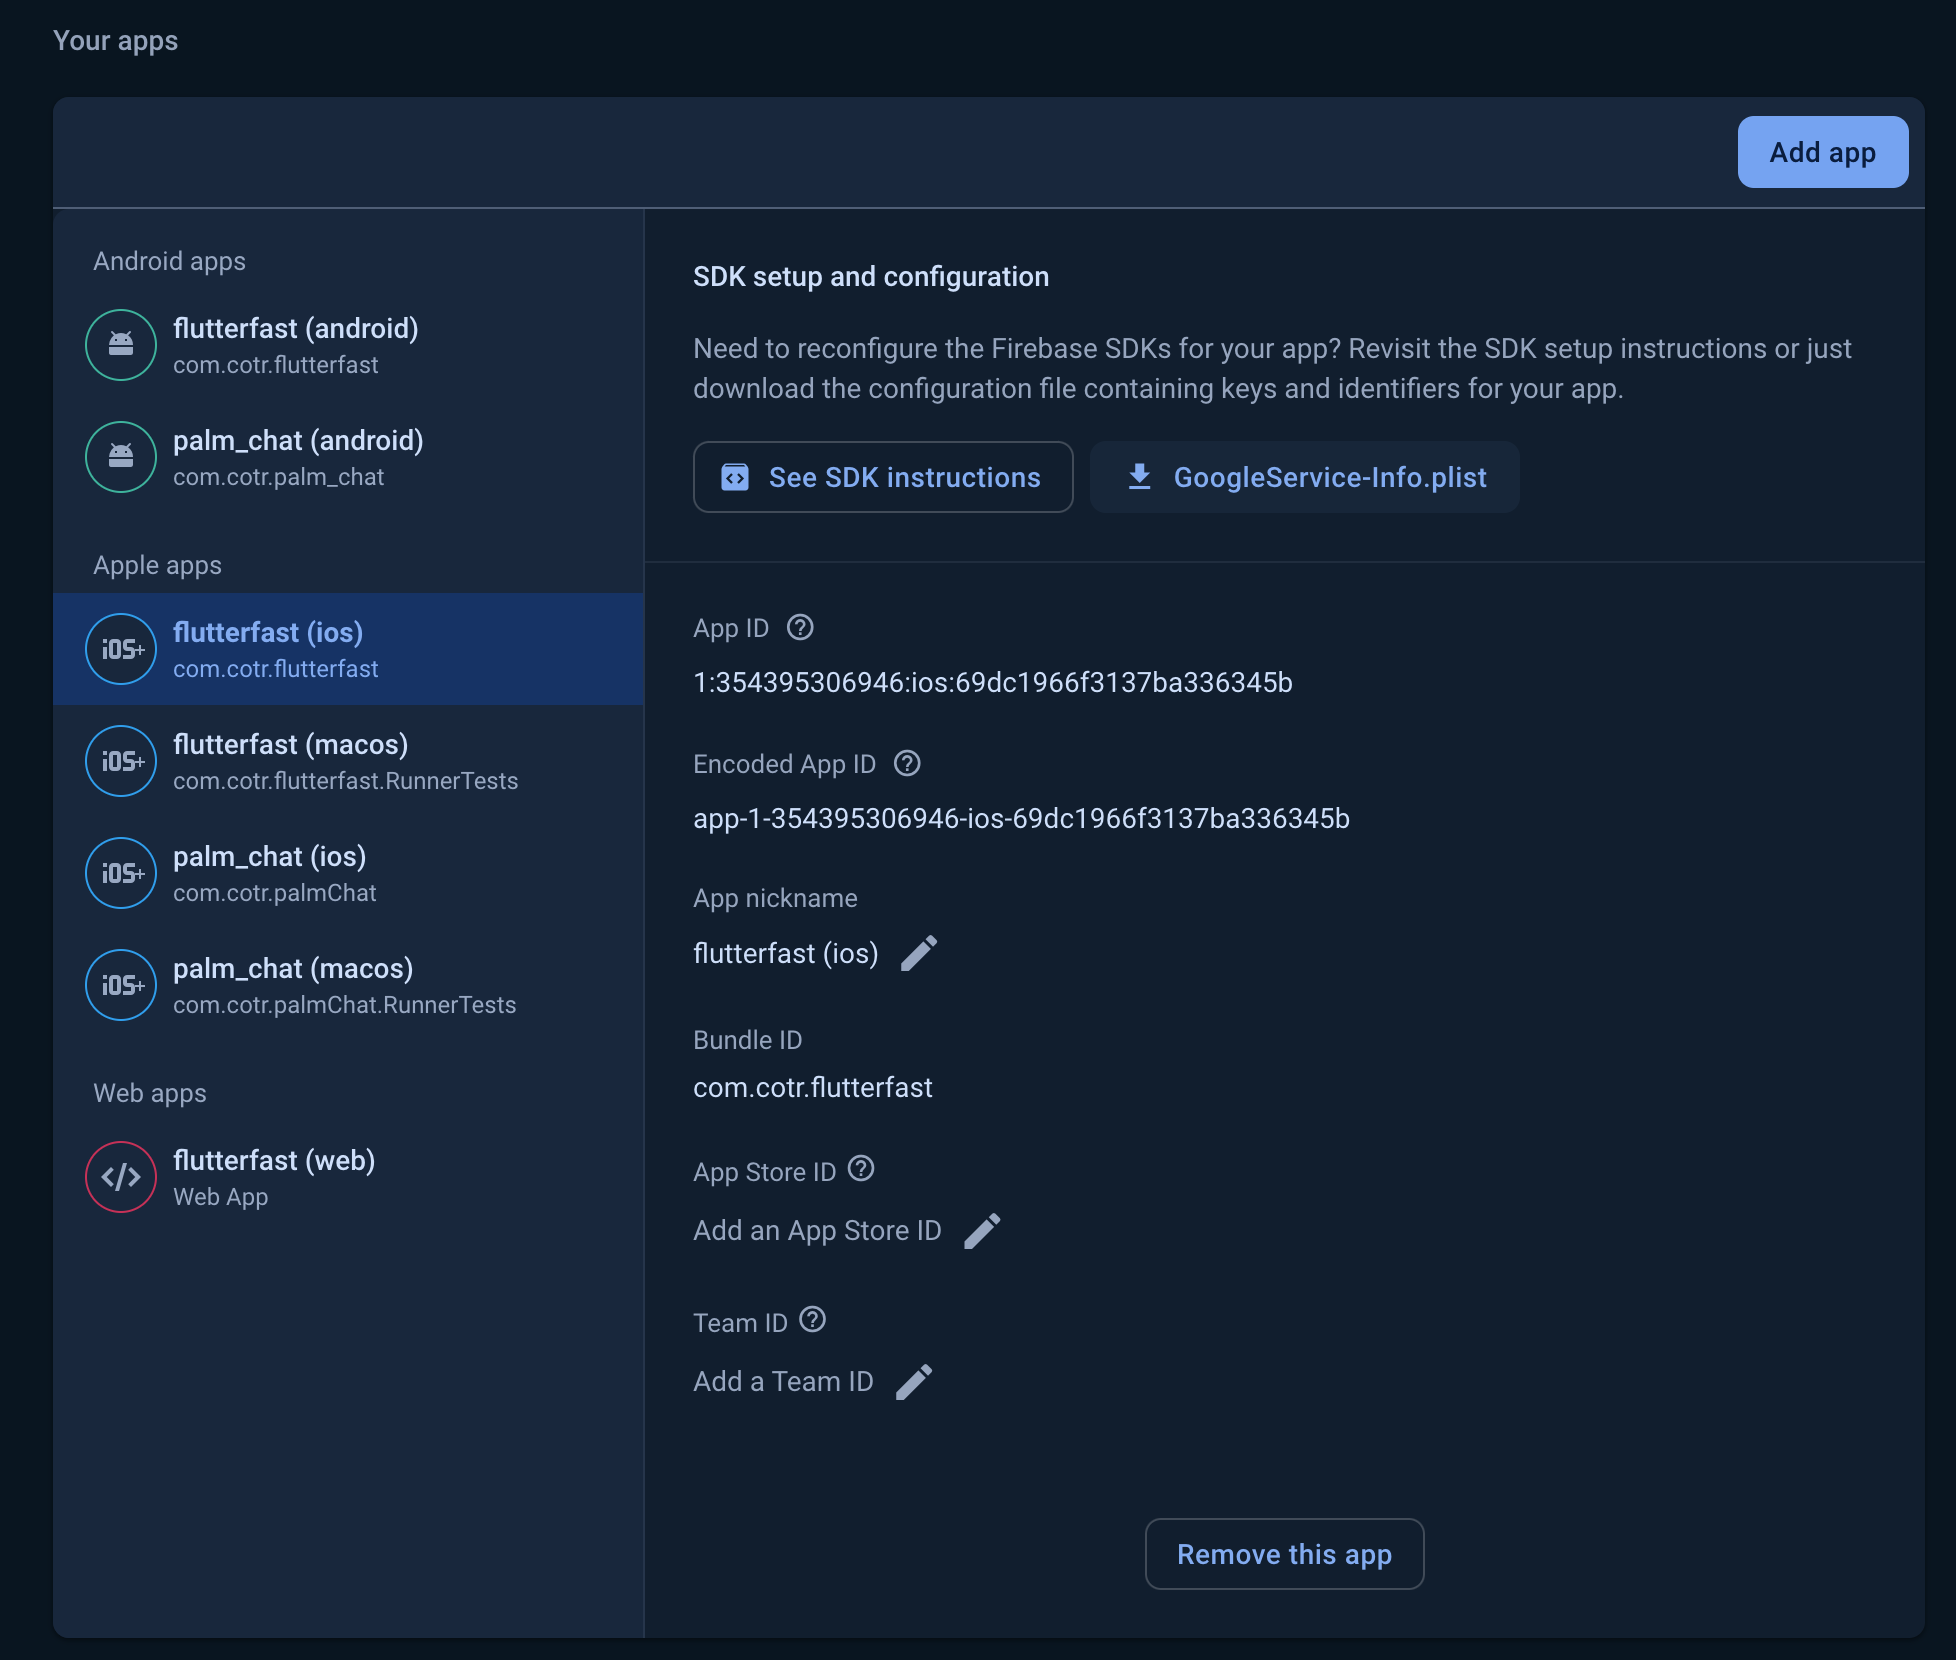 Your apps
Add app
Android apps
flutterfast (android)
com.cotr.flutterfast
palm_chat (android)
com.cotr.palm_chat
Apple apps
iOS+
flutterfast (ios)
com.cotr.flutterfast
iOS+
flutterfast (macos)
com.cotr.flutterfast.RunnerTests
iOS+
palm_chat (ios)
com.cotr.palmChat
iOS+
palm_chat (macos)
com.cotr.palmChat.RunnerTests
Web apps
flutterfast (web)
Web App
SDK setup and configuration
Need to reconfigure the Firebase SDKs for your app? Revisit the SDK setup instructions or just
download the configuration file containing keys and identifiers for your app.
See SDK instructions
GoogleService-Info.plist
App ID
1:354395306946:ios:69dc1966f3137ba336345b
Encoded App ID
app-1-354395306946-ios-69dc1966f3137ba336345b
App nickname
flutterfast (ios)
Bundle ID
com.cotr.flutterfast
App Store ID
Add an App Store ID
Team ID
Add a Team ID
Remove this app